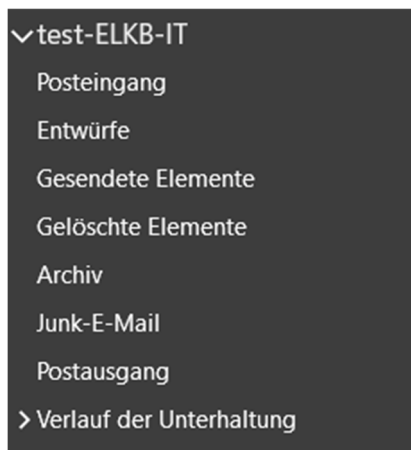 test-ELKB-IT
Posteingang
Entwürfe
Gesendete Elemente
Gelöschte Elemente
Archiv
Junk-E-Mail
Postausgang
Verlauf der Unterhaltung